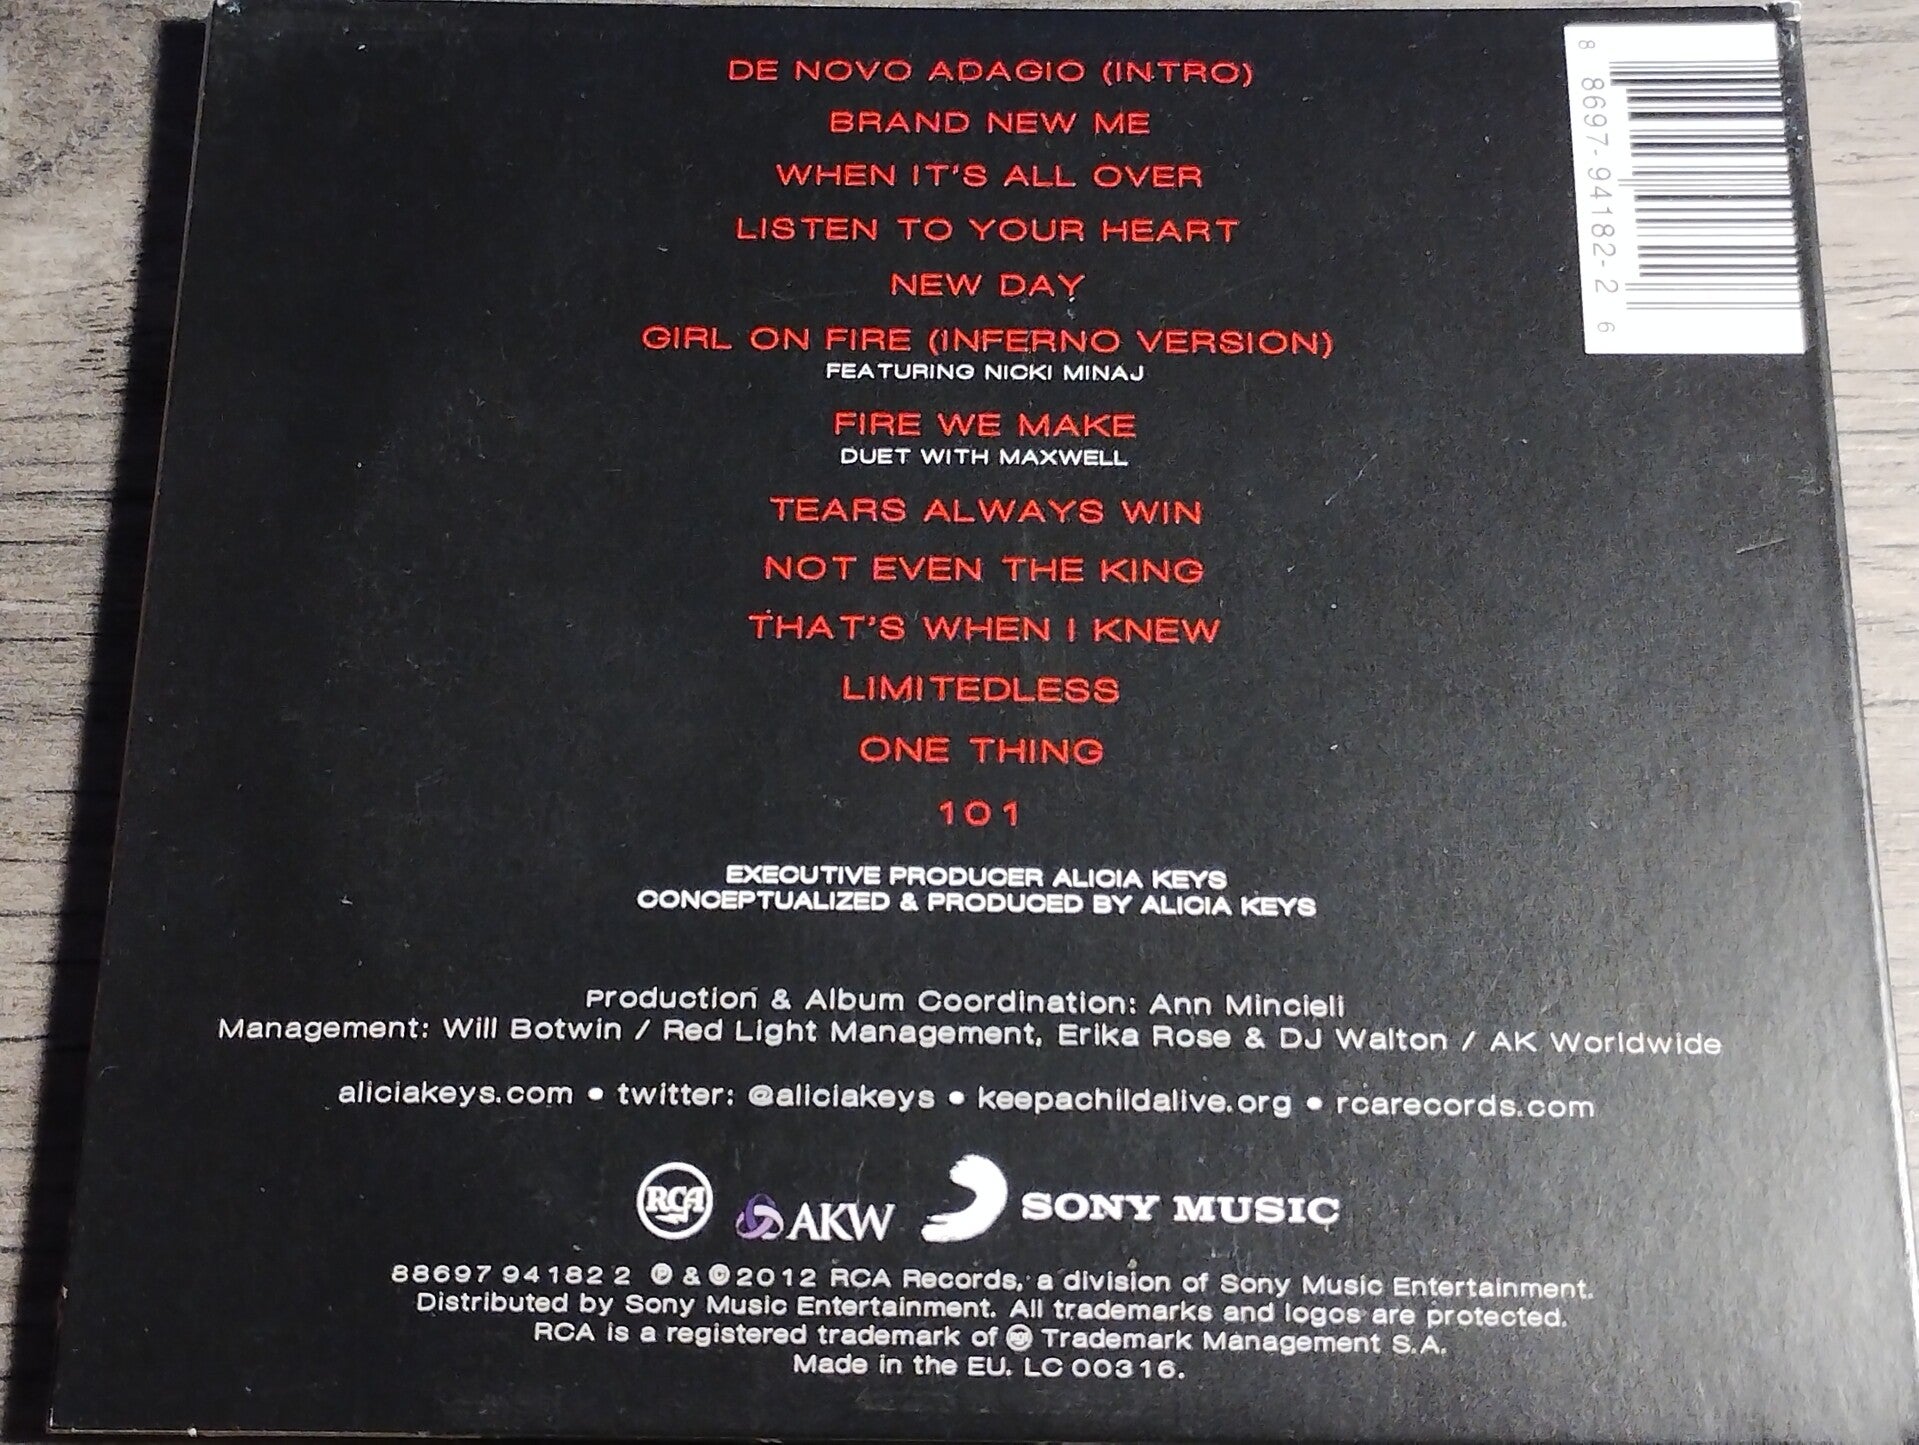 DE NOVO ADAGIO (INTRO)
BRAND NEW ME
WHEN IT'S ALL OVER
LISTEN TO YOUR HEART
NEW DAY
GIRL ON FIRE (INFERNO VERSION)
FEATURING NICKI MINAJ
FIRE WE MAKE
DUET WITH MAXWELL
TEARS ALWAYS WIN
NOT EVEN THE KING
THAT'S WHEN I KNEW
LIMITEDLESS
ONE THING
101
EXECUTIVE PRODUCER ALICIA KEYS
CONCEPTUALIZED & PRODUCED BY ALICIA KEYS
Production & Album Coordination: Ann Mincieli
Management: Will Botwin / Red Light Management, Erika Rose & DJ Walton / AK Worldwide
aliciakeys.com • twitter: @aliciakeys • keepachildalive.org • rcarecords.com
RCA AKW SONY MUSIC
88697 94182 2 ℗ & © 2012 RCA Records, a division of Sony Music Entertainment.
Distributed by Sony Music Entertainment. All trademarks and logos are protected.
RCA is a registered trademark of RCA Trademark Management S.A.
Made in the EU. LC 00316.
8 8697-94182-2 6